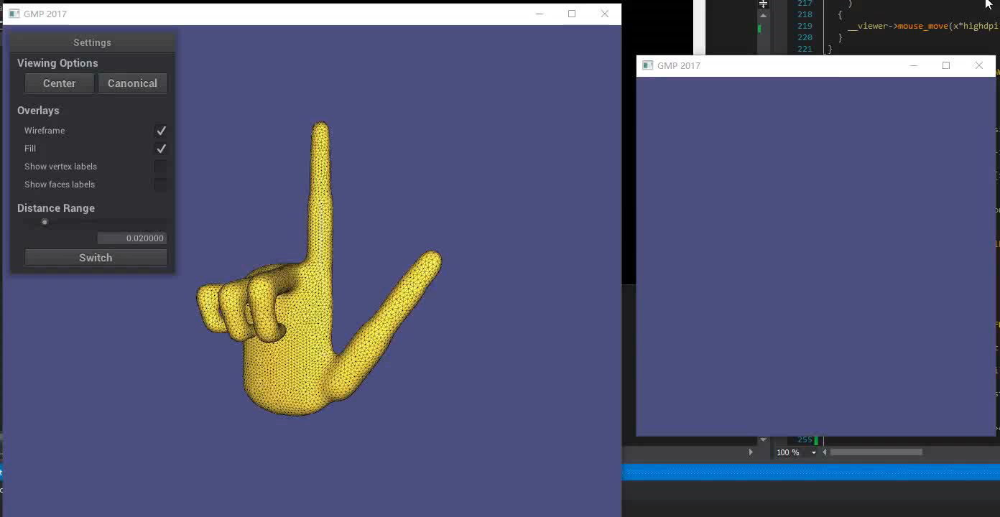 GMP 2017
Settings
Viewing Options
Center Canonical
Overlays
Wireframe
Fill
Show vertex labels
Show faces labels
Distance Range
0.020000
Switch
217 )
218 {
219 __viewer->mouse_move(x*highdpi
220 }
221 }
GMP 2017
255
100 %